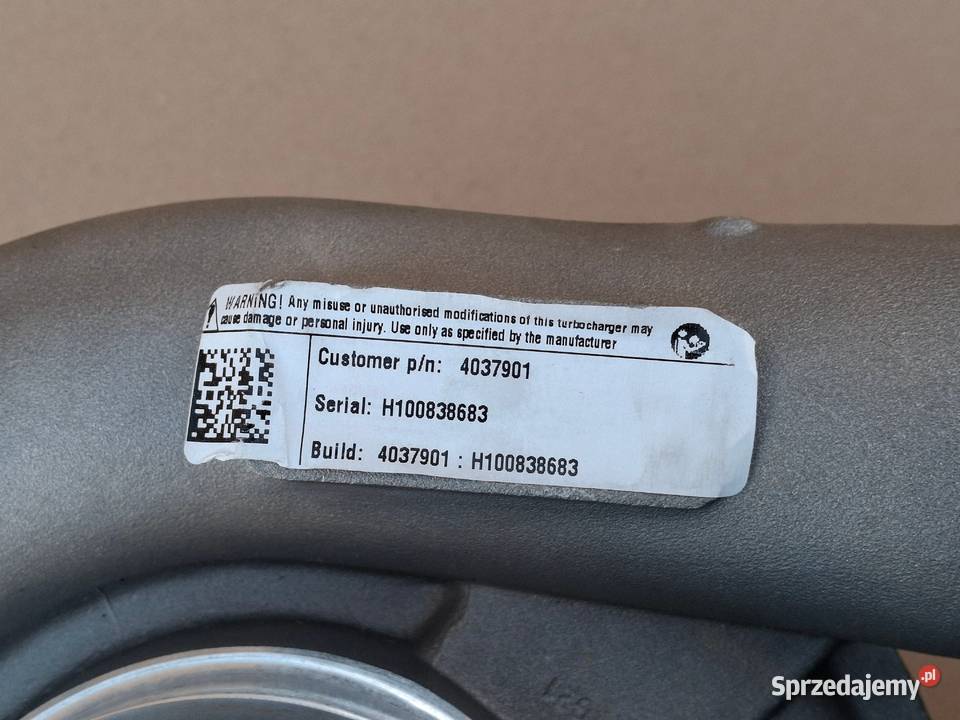 WARNING! Any misuse or unauthorised modifications of this turbocharger may
cause damage or personal injury. Use only as specified by the manufacturer
Customer p/n: 4037901
Serial: H100838683
Build: 4037901 : H100838683
Sprzedajemy.pl